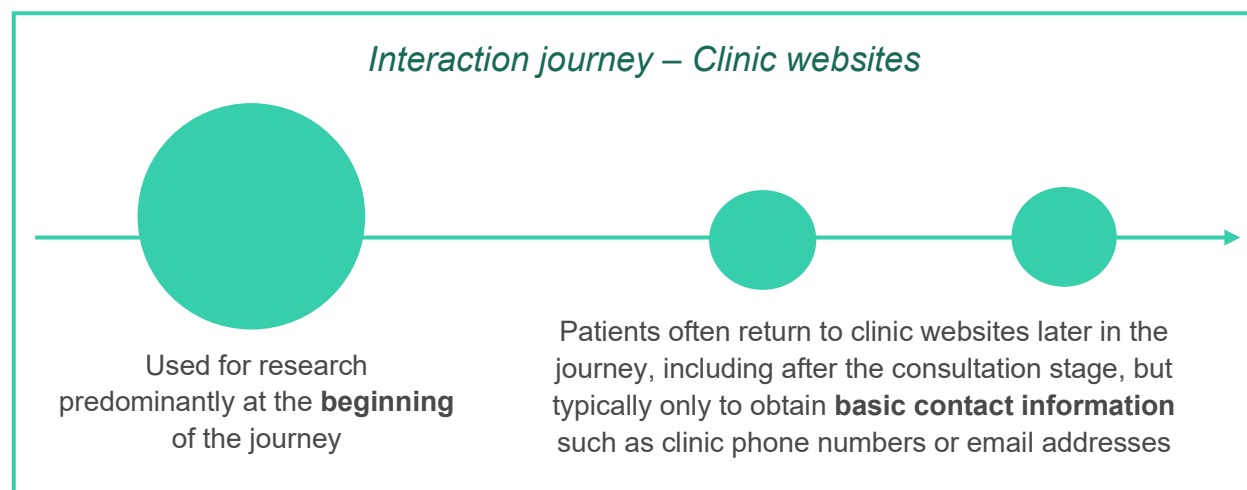 Interaction journey – Clinic websites
Used for research
predominantly at the beginning
of the journey
Patients often return to clinic websites later in the
journey, including after the consultation stage, but
typically only to obtain basic contact information
such as clinic phone numbers or email addresses